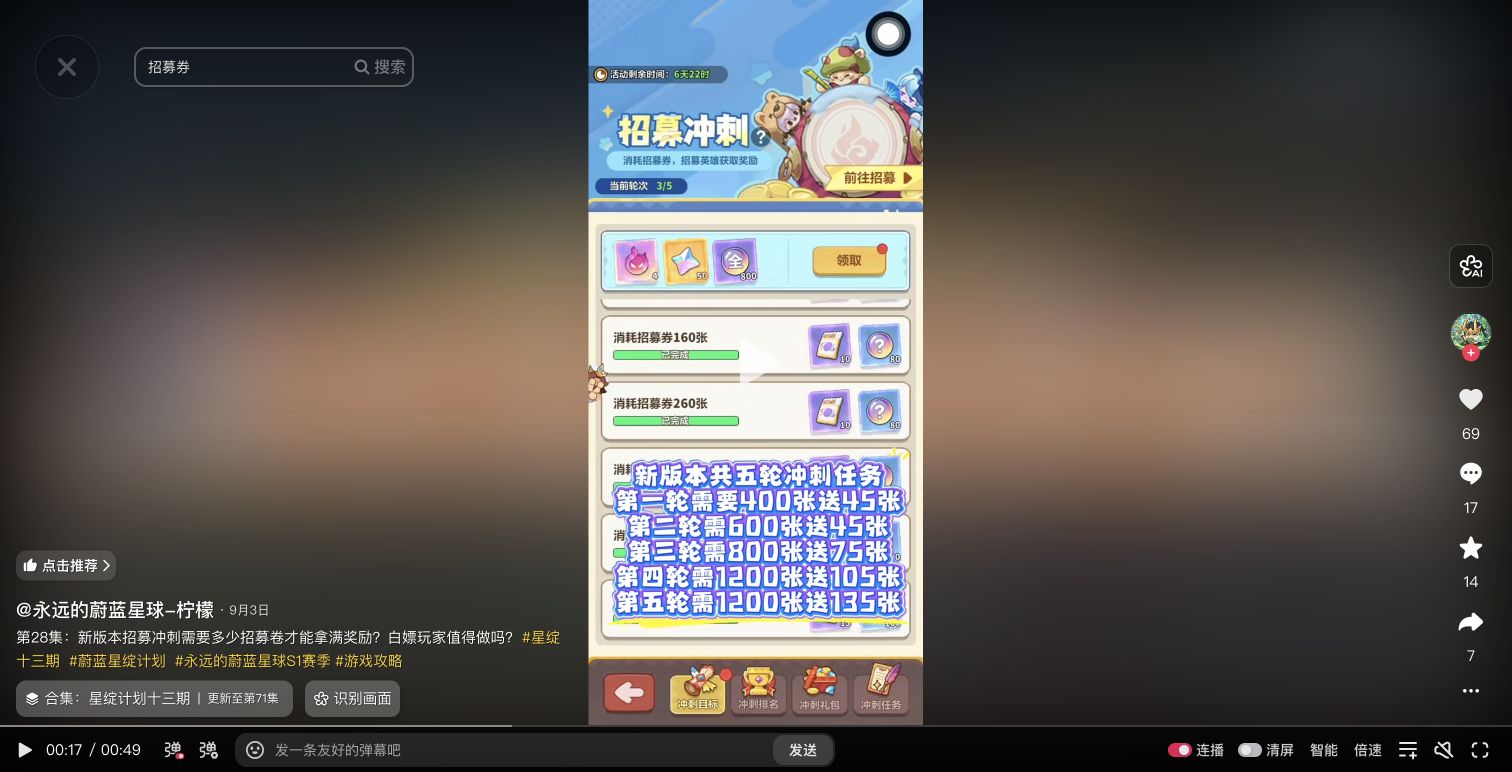 招募券
搜索
活动剩余时间：6天22时
招募冲刺
?
消耗招募券，招募英雄获取奖励
当前轮次 3/5
前往招募
4
50
全
800
领取
消耗招募券160张
已完成
10
80
消耗招募券260张
已完成
10
80
新版本共五轮冲刺任务
第一轮需要400张送45张
第二轮需600张送45张
第三轮需800张送75张
第四轮需1200张送105张
第五轮需1200张送135张
冲刺目标
冲刺排名
冲刺礼包
冲刺任务
AI
69
17
14
7
点击推荐
@永远的蔚蓝星球-柠檬 · 9月3日
第28集：新版本招募冲刺需要多少招募卷才能拿满奖励？白嫖玩家值得做吗？ #星绽
十三期 #蔚蓝星绽计划 #永远的蔚蓝星球S1赛季 #游戏攻略
合集：星绽计划十三期 | 更新至第71集
识别画面
00:17 / 00:49
弹
弹
发一条友好的弹幕吧
发送
连播
清屏
智能
倍速